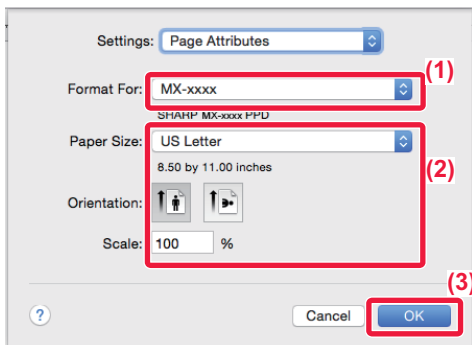 Settings: Page Attributes
(1)
Format For: MX-xxxx
SHARP MX-xxxx PPD
Paper Size: US Letter
8.50 by 11.00 inches
(2)
Orientation:
Scale: 100 %
(3)
? Cancel OK